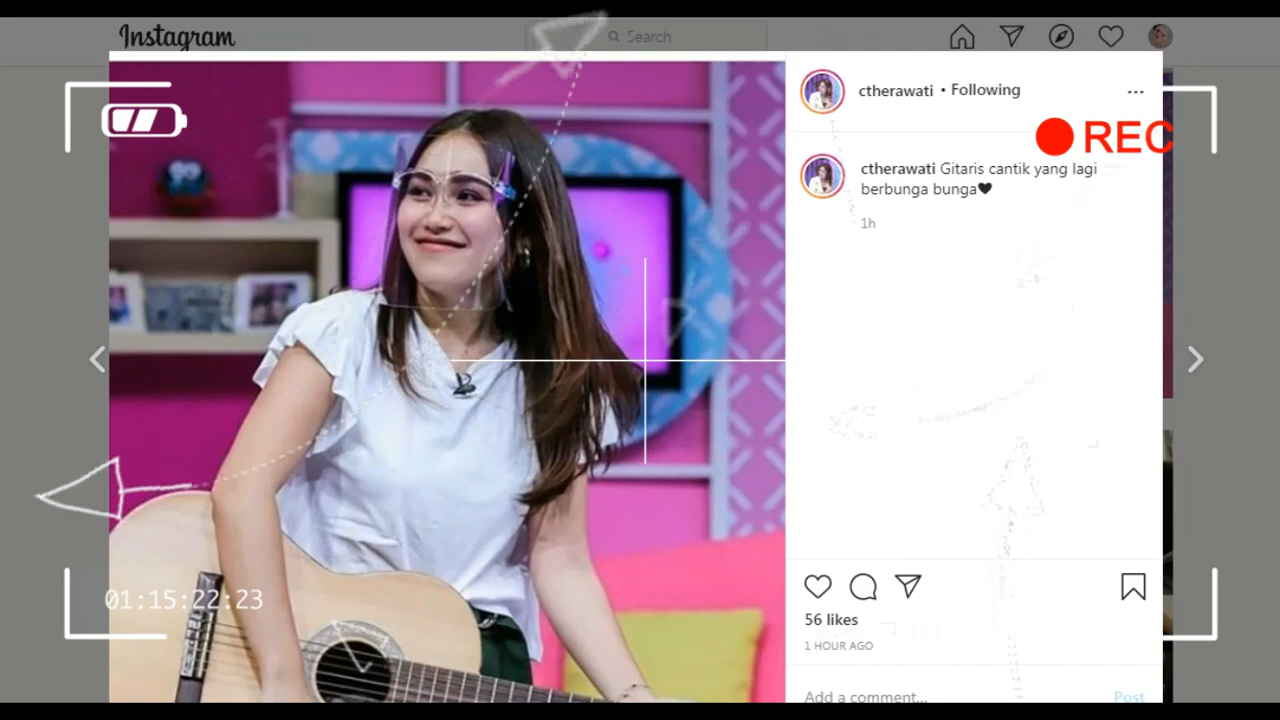 Instagram
Search
ctherawati • Following
REC
ctherawati Gitaris cantik yang lagi
berbunga bunga🖤
1h
01:15:22:23
56 likes
1 HOUR AGO
Add a comment...
Post